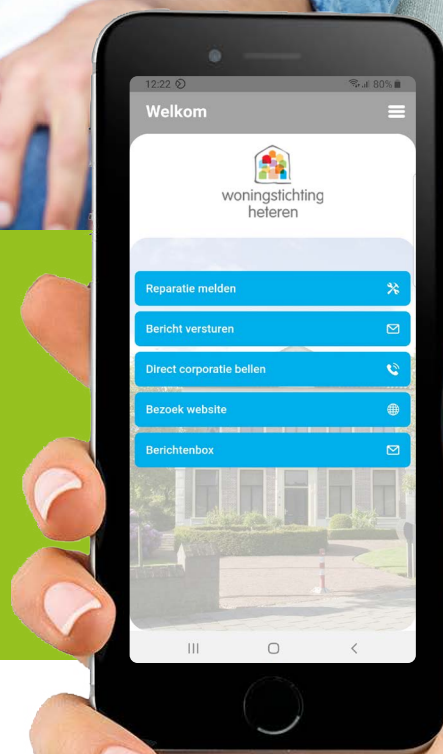 12:22 80%
Welkom
woningstichting
heteren
Reparatie melden
Bericht versturen
Direct corporatie bellen
Bezoek website
Berichtenbox